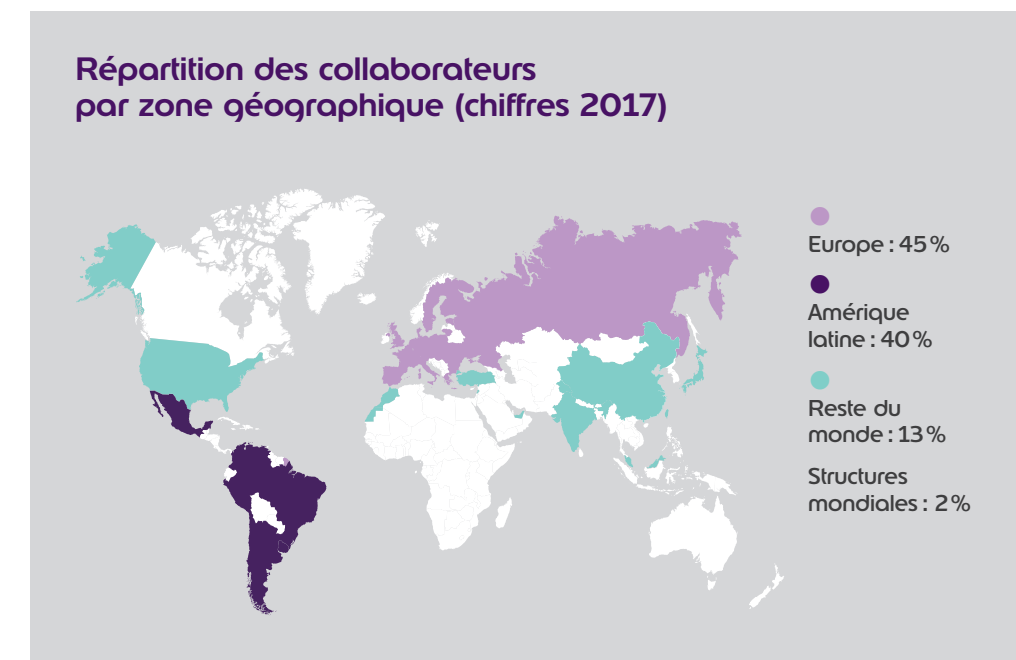 Répartition des collaborateurs
par zone géographique (chiffres 2017)
Europe : 45 %
Amérique
latine : 40 %
Reste du
monde : 13 %
Structures
mondiales : 2 %